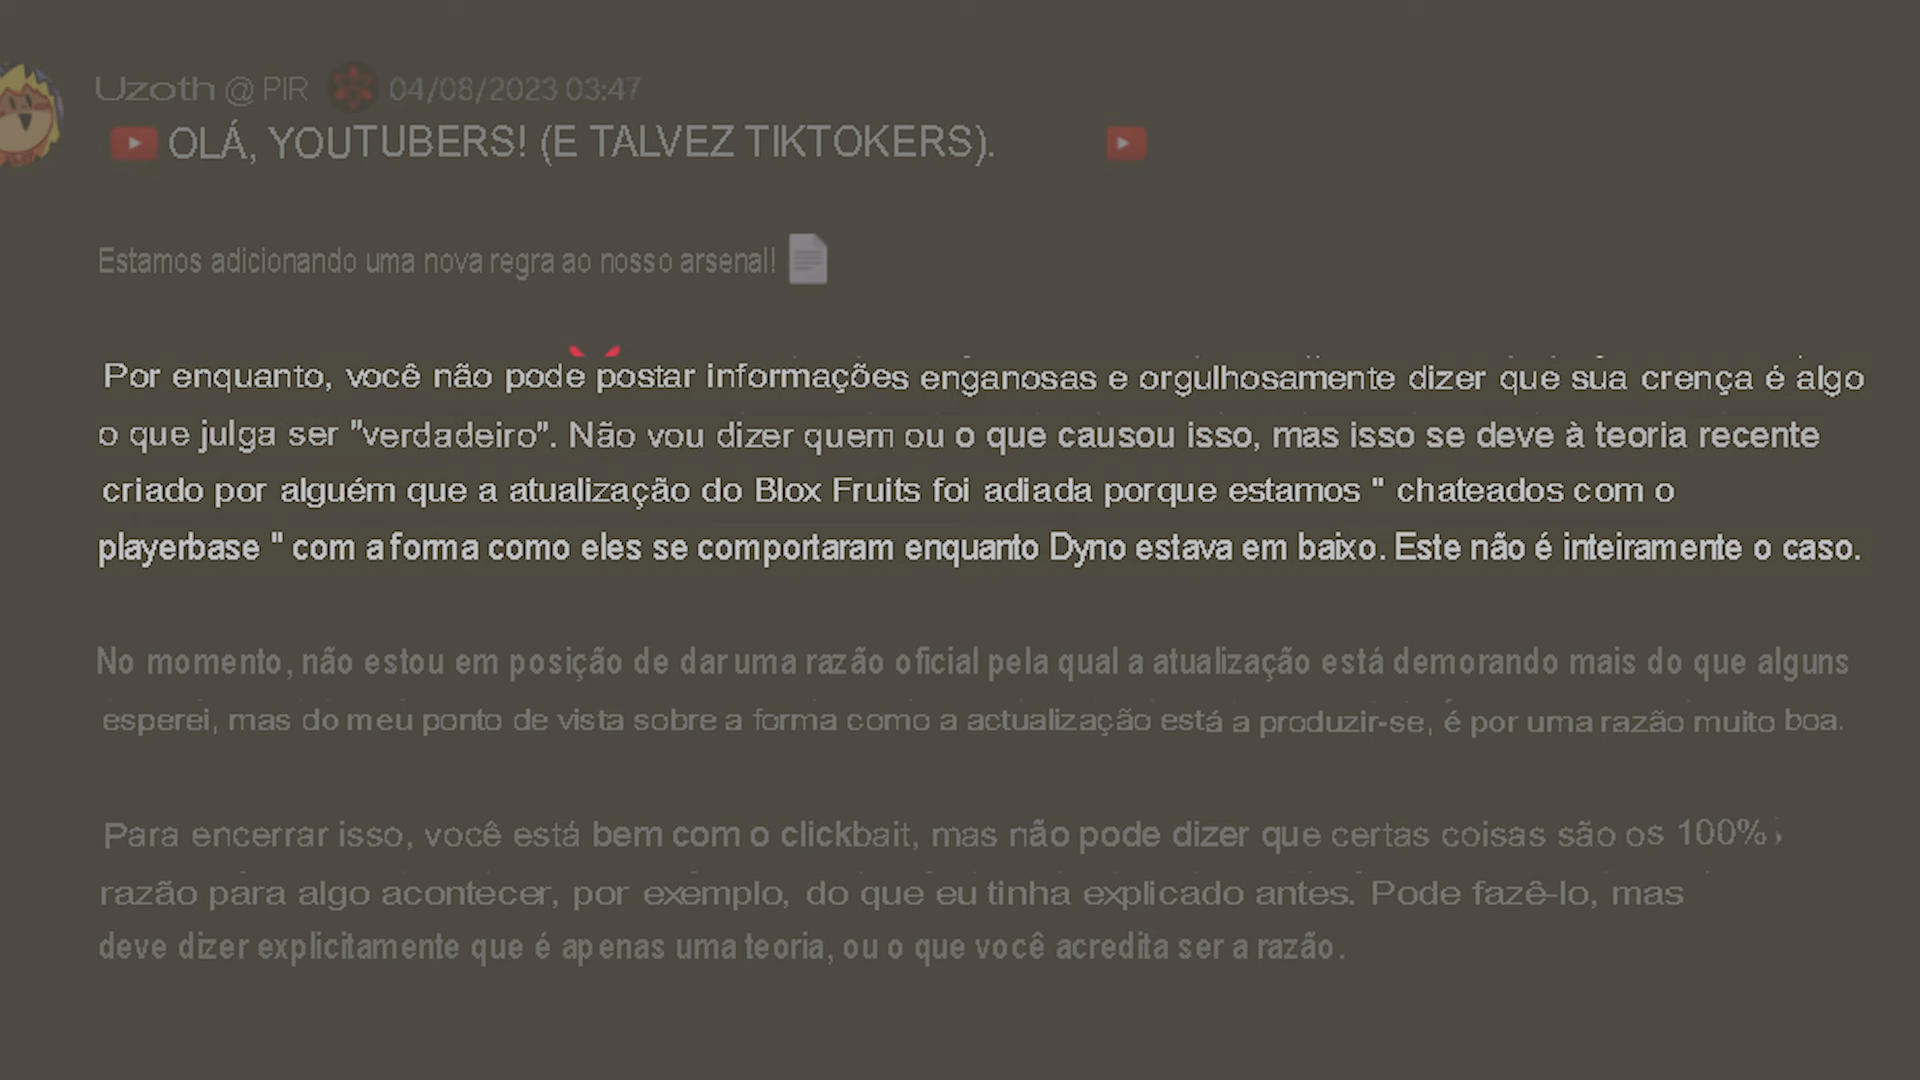 Uzoth @ PIR 04/08/2023 03:47
OLÁ, YOUTUBERS! (E TALVEZ TIKTOKERS).
Estamos adicionando uma nova regra ao nosso arsenal!
Por enquanto, você não pode postar informações enganosas e orgulhosamente dizer que sua crença é algo
o que julga ser "verdadeiro". Não vou dizer quem ou o que causou isso, mas isso se deve à teoria recente
criado por alguém que a atualização do Blox Fruits foi adiada porque estamos " chateados com o
playerbase " com a forma como eles se comportaram enquanto Dyno estava em baixo. Este não é inteiramente o caso.
No momento, não estou em posição de dar uma razão oficial pela qual a atualização está demorando mais do que alguns
esperei, mas do meu ponto de vista sobre a forma como a actualização está a produzir-se, é por uma razão muito boa.
Para encerrar isso, você está bem com o clickbait, mas não pode dizer que certas coisas são os 100%
razão para algo acontecer, por exemplo, do que eu tinha explicado antes. Pode fazê-lo, mas
deve dizer explicitamente que é apenas uma teoria, ou o que você acredita ser a razão.